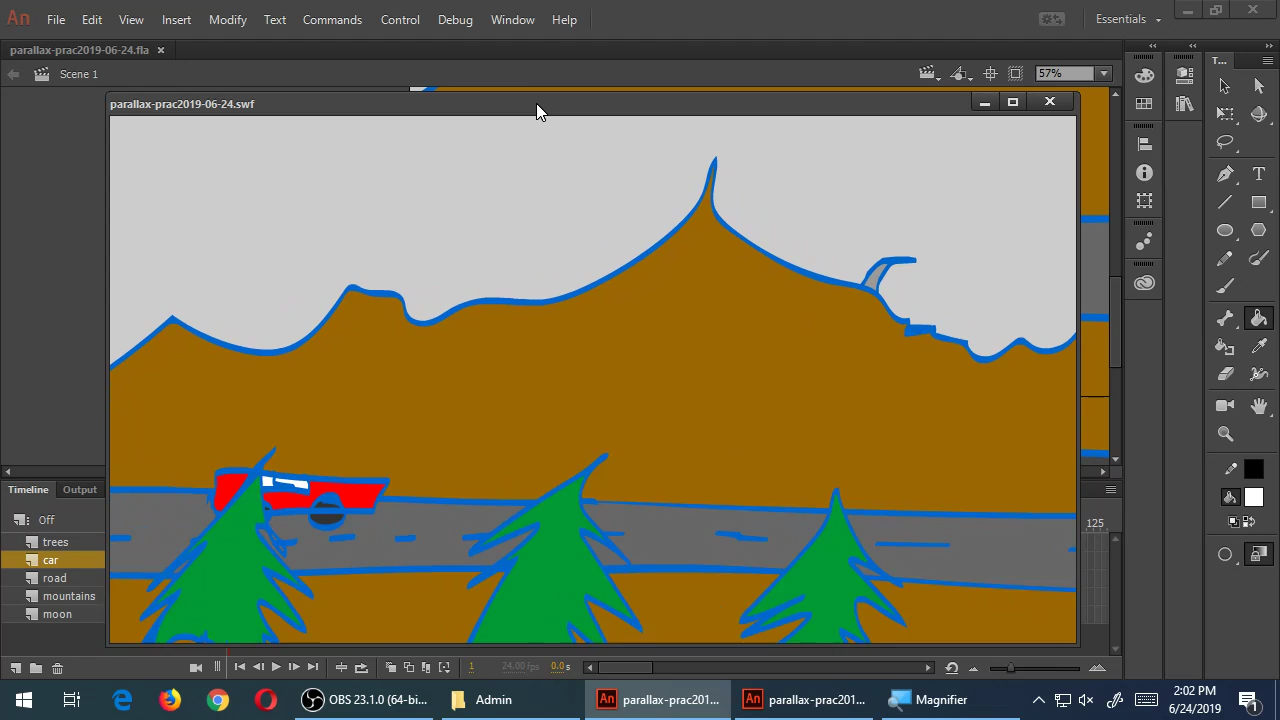 An File Edit View Insert Modify Text Commands Control Debug Window Help Essentials
parallax-prac2019-06-24.fla ×
Scene 1 57%
T...
parallax-prac2019-06-24.swf
Timeline Output
Off 125
trees
car
road
mountains
moon
1 24.00 fps 0.0 s
OBS 23.1.0 (64-bi... Admin An parallax-prac201... An parallax-prac201... Magnifier 2:02 PM
6/24/2019 1